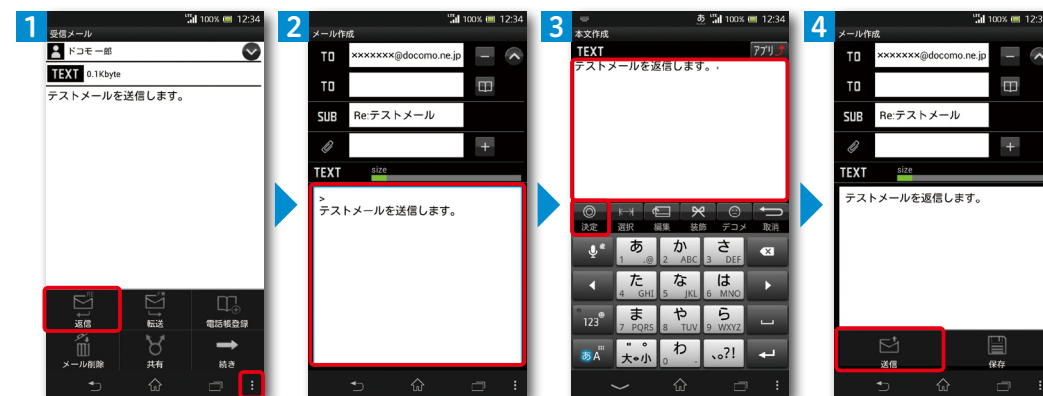 1
100% 12:34
受信メール
ドコモ一郎
TEXT 0.1Kbyte
テストメールを送信します。
返信 転送 電話帳登録
メール削除 共有 続き
2
100% 12:34
メール作成
TO ×××××××@docomo.ne.jp
TO
SUB Re:テストメール
TEXT size
>
テストメールを送信します。
3
あ 100% 12:34
本文作成
TEXT アプリ
テストメールを返信します。
決定 選択 編集 装飾 デコメ 取消
あ か さ
1 .@ 2 ABC 3 DEF
た な は
4 GHI 5 JKL 6 MNO
123 ま や ら
7 PQRS 8 TUV 9 WXYZ
あA 大⇔小 わ 、。?!
0
4
100% 12:3
メール作成
TO ×××××××@docomo.ne.jp
TO
SUB Re:テストメール
TEXT size
テストメールを返信します。
送信 保存